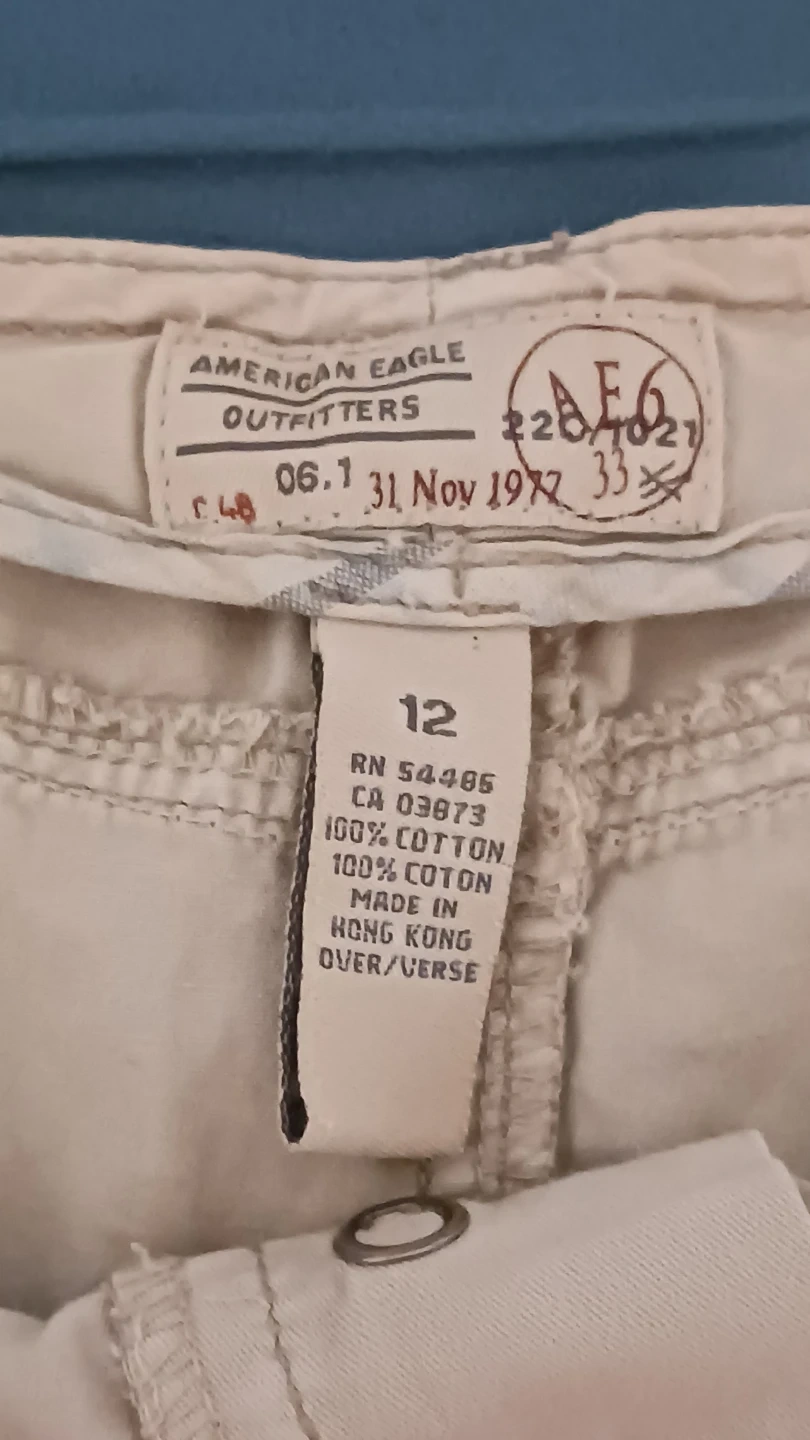 AMERICAN EAGLE
OUTFITTERS
AE6
220/1021
06.1
31 Nov 1977
33
r. 48
12
RN 54485
CA 03873
100% COTTON
100% COTON
MADE IN
HONG KONG
OVER/VERSE